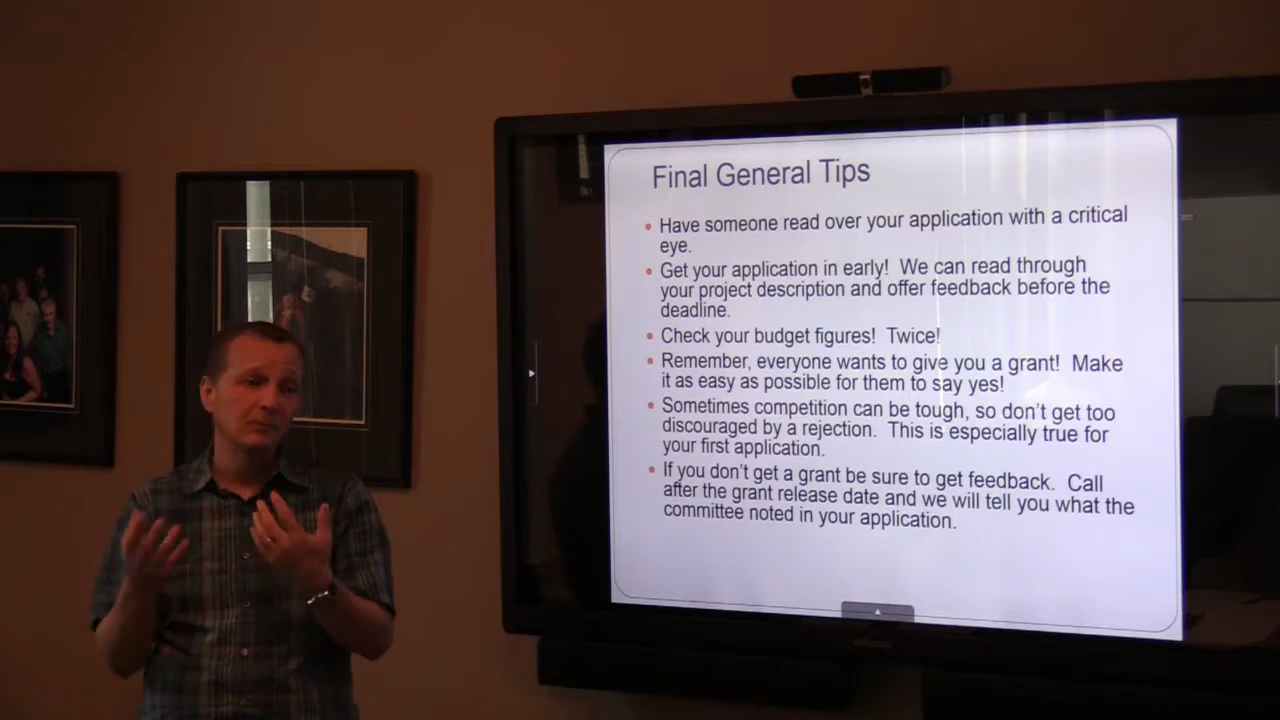 Final General Tips
Have someone read over your application with a critical
eye.
Get your application in early! We can read through
your project description and offer feedback before the
deadline.
Check your budget figures! Twice!
Remember, everyone wants to give you a grant! Make
it as easy as possible for them to say yes!
Sometimes competition can be tough, so don't get too
discouraged by a rejection. This is especially true for
your first application.
If you don't get a grant be sure to get feedback. Call
after the grant release date and we will tell you what the
committee noted in your application.